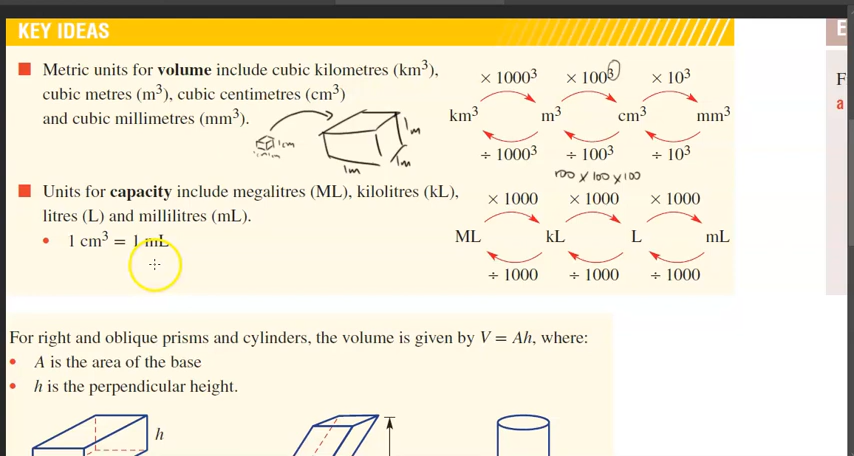 KEY IDEAS
E
■ Metric units for volume include cubic kilometres (km³),
cubic metres (m³), cubic centimetres (cm³)
and cubic millimetres (mm³).
1cm
1m
1m
1m
× 1000³ × 100³ × 10³
km³ m³ cm³ mm³
÷ 1000³ ÷ 100³ ÷ 10³
100 × 100 × 100
F
a
■ Units for capacity include megalitres (ML), kilolitres (kL),
litres (L) and millilitres (mL).
• 1 cm³ = 1 mL
× 1000 × 1000 × 1000
ML kL L mL
÷ 1000 ÷ 1000 ÷ 1000
For right and oblique prisms and cylinders, the volume is given by V = Ah, where:
• A is the area of the base
• h is the perpendicular height.
h